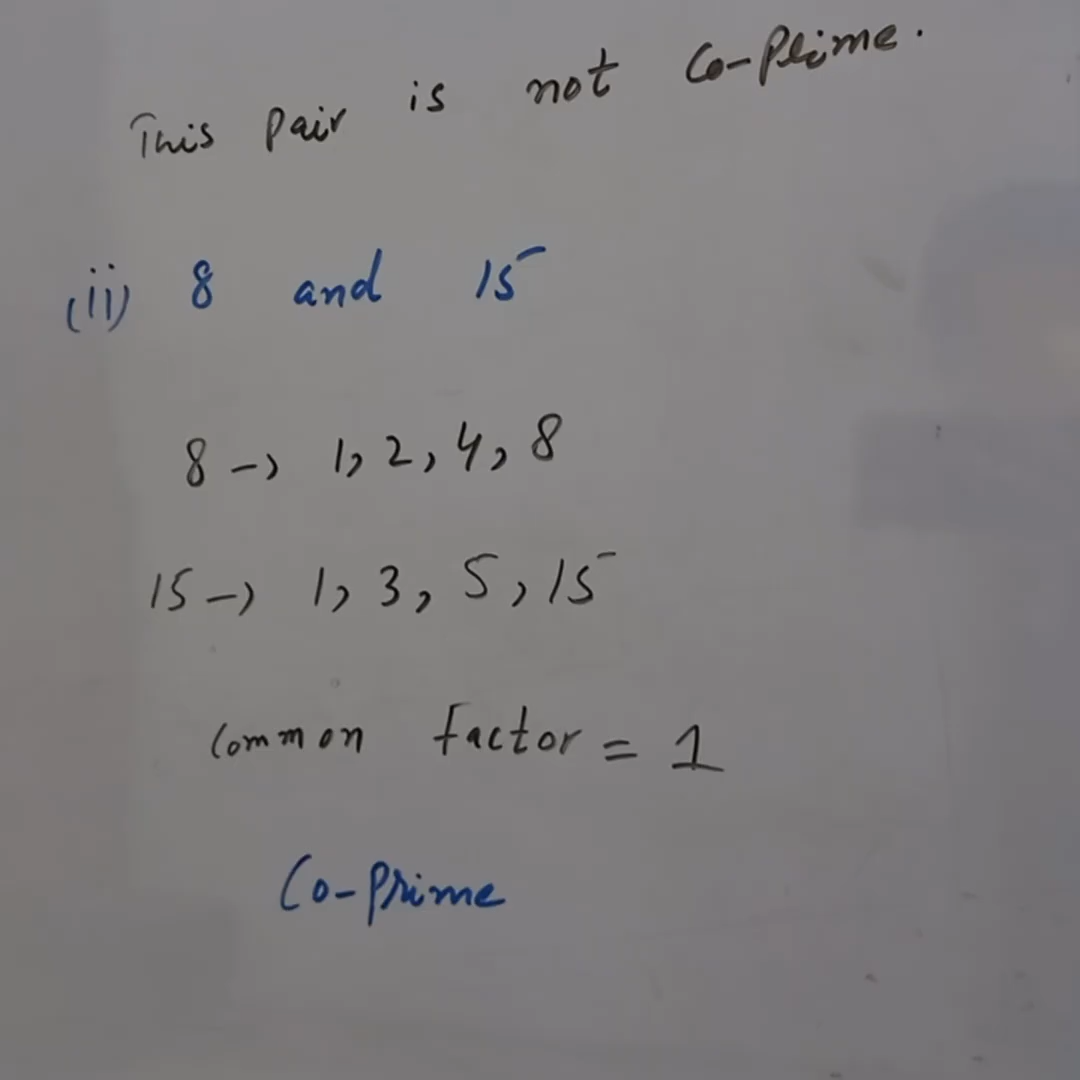 This Pair is not Co-Prime.
(ii) 8 and 15
8 -> 1, 2, 4, 8
15 -> 1, 3, 5, 15
Common factor = 1
Co-Prime